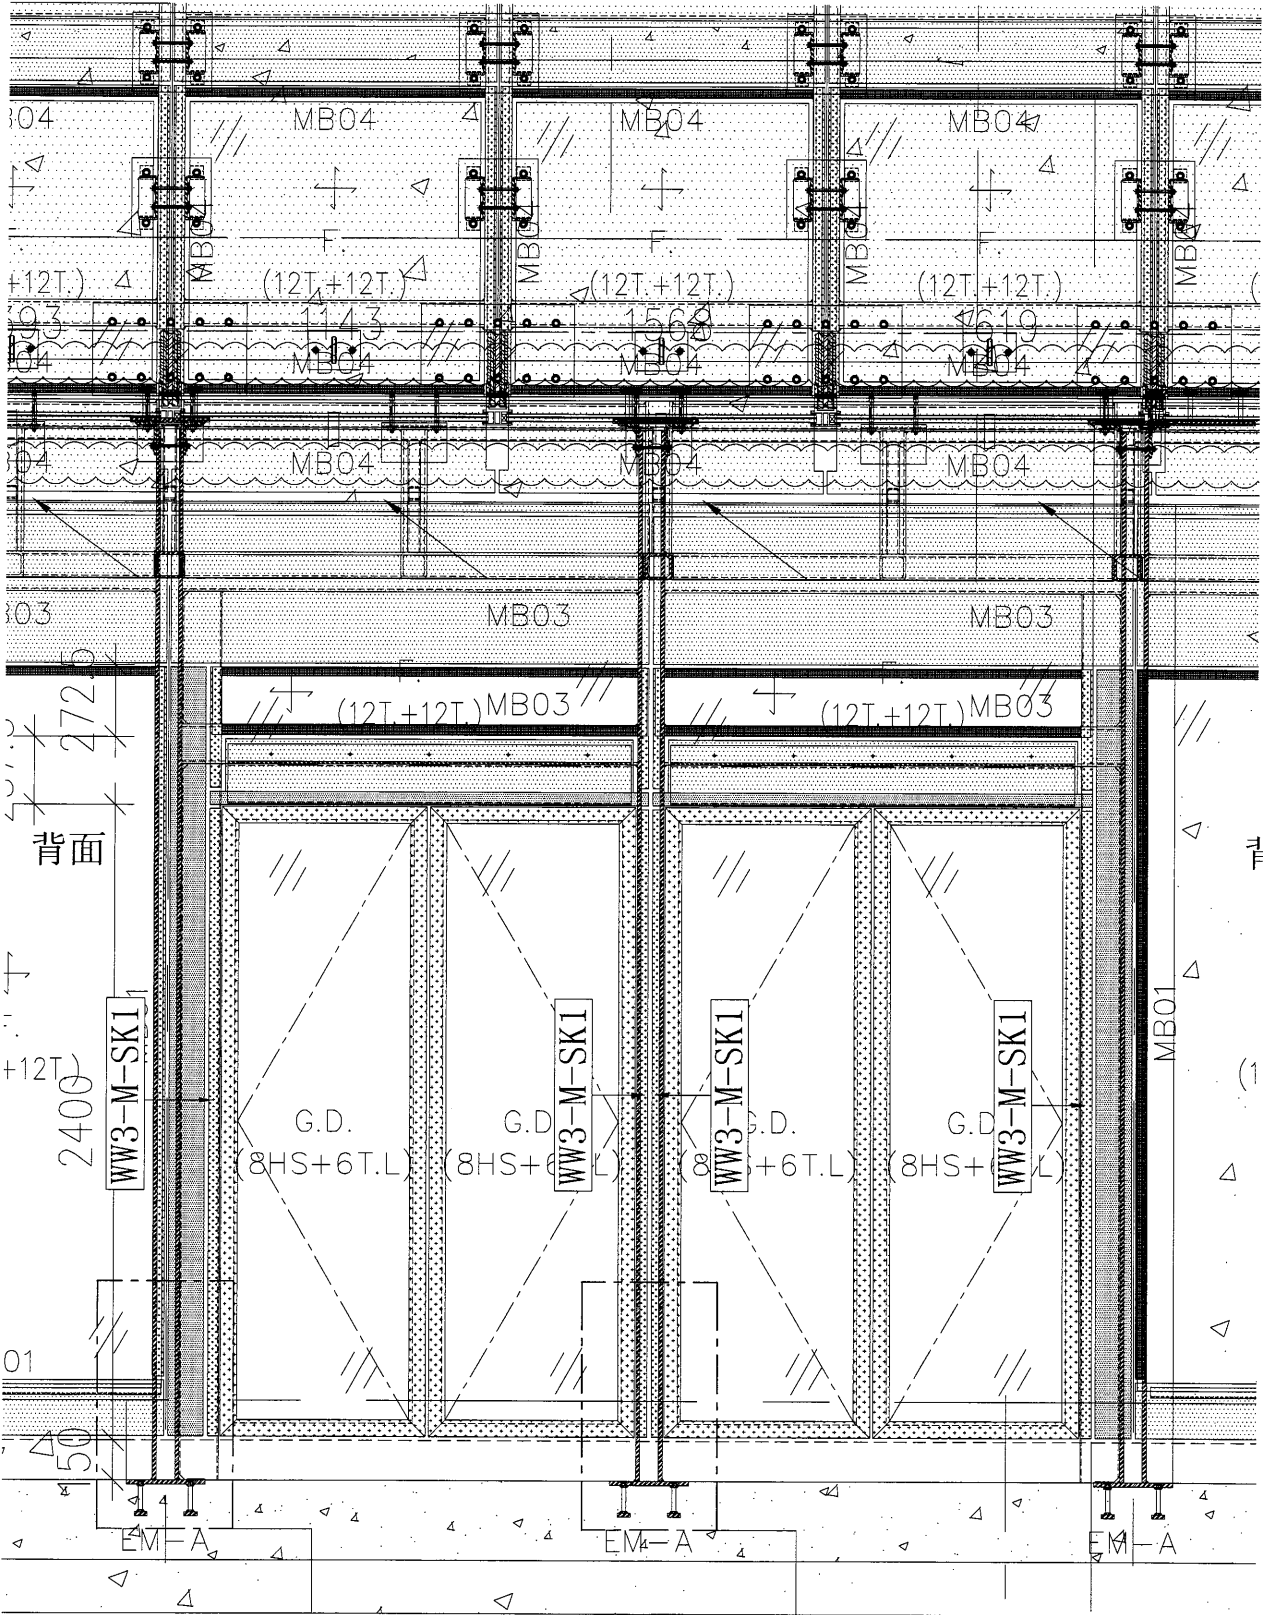 MB04
MB04
MB04
F.
F
F
(12T.+12T.)
(12T.+12T.)
(12T.+12T.)
1143
619
MB04
MB04
MB04
MB04
MB04
MB04
MB03
MB03
272.5
(12T.+12T.)
MB03
(12T.+12T.)
MB03
背面
WW3-M-SK1
WW3-M-SK1
WW3-M-SK1
WW3-M-SK1
MB01
2400
G.D.
G.D
G.D.
G.D
(8HS+6T.L)
150
EM-A
EM-A
EM-A